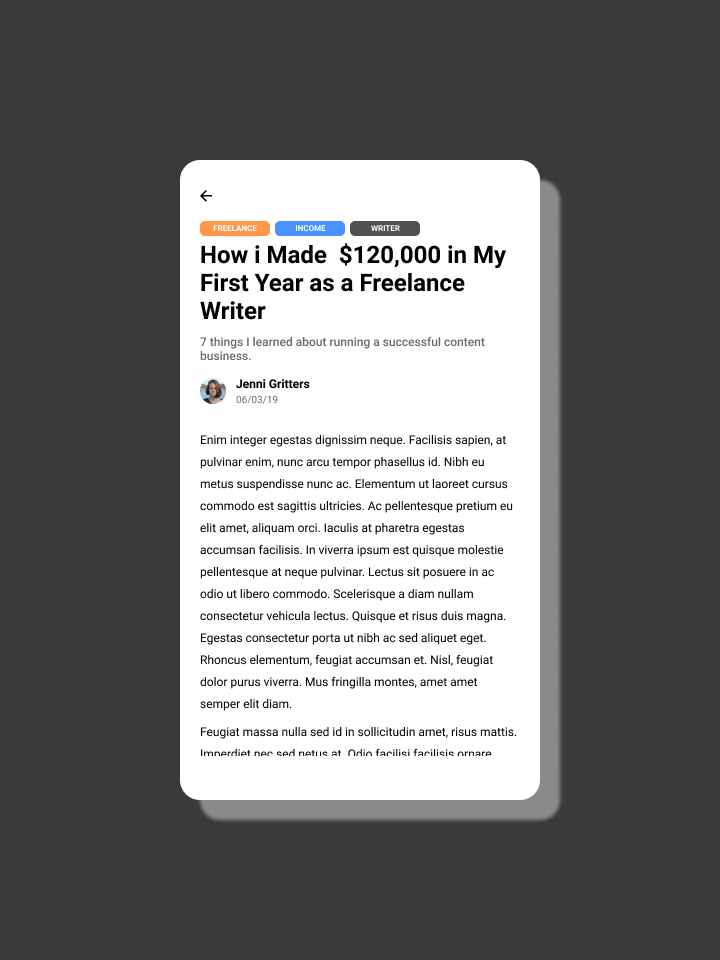 FREELANCE INCOME WRITER
How i Made  $120,000 in My
First Year as a Freelance
Writer
7 things I learned about running a successful content
business.
Jenni Gritters
06/03/19
Enim integer egestas dignissim neque. Facilisis sapien, at
pulvinar enim, nunc arcu tempor phasellus id. Nibh eu
metus suspendisse nunc ac. Elementum ut laoreet cursus
commodo est sagittis ultricies. Ac pellentesque pretium eu
elit amet, aliquam orci. Iaculis at pharetra egestas
accumsan facilisis. In viverra ipsum est quisque molestie
pellentesque at neque pulvinar. Lectus sit posuere in ac
odio ut libero commodo. Scelerisque a diam nullam
consectetur vehicula lectus. Quisque et risus duis magna.
Egestas consectetur porta ut nibh ac sed aliquet eget.
Rhoncus elementum, feugiat accumsan et. Nisl, feugiat
dolor purus viverra. Mus fringilla montes, amet amet
semper elit diam.
Feugiat massa nulla sed id in sollicitudin amet, risus mattis.
Imperdiet nec sed netus at. Odio facilisi facilisis ornare